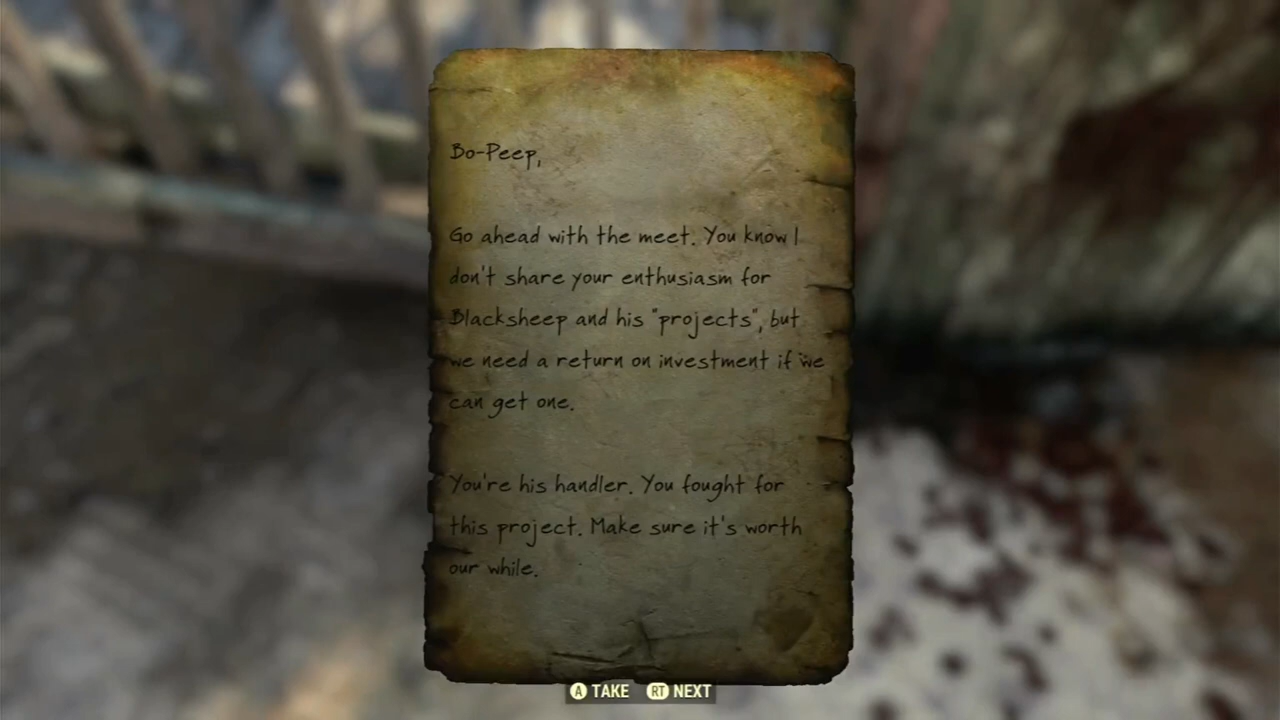 Bo-Peep,
Go ahead with the meet. You know I
don't share your enthusiasm for
Blacksheep and his "projects", but
we need a return on investment if we
can get one.
You're his handler. You fought for
this project. Make sure it's worth
our while.
A TAKE RT NEXT